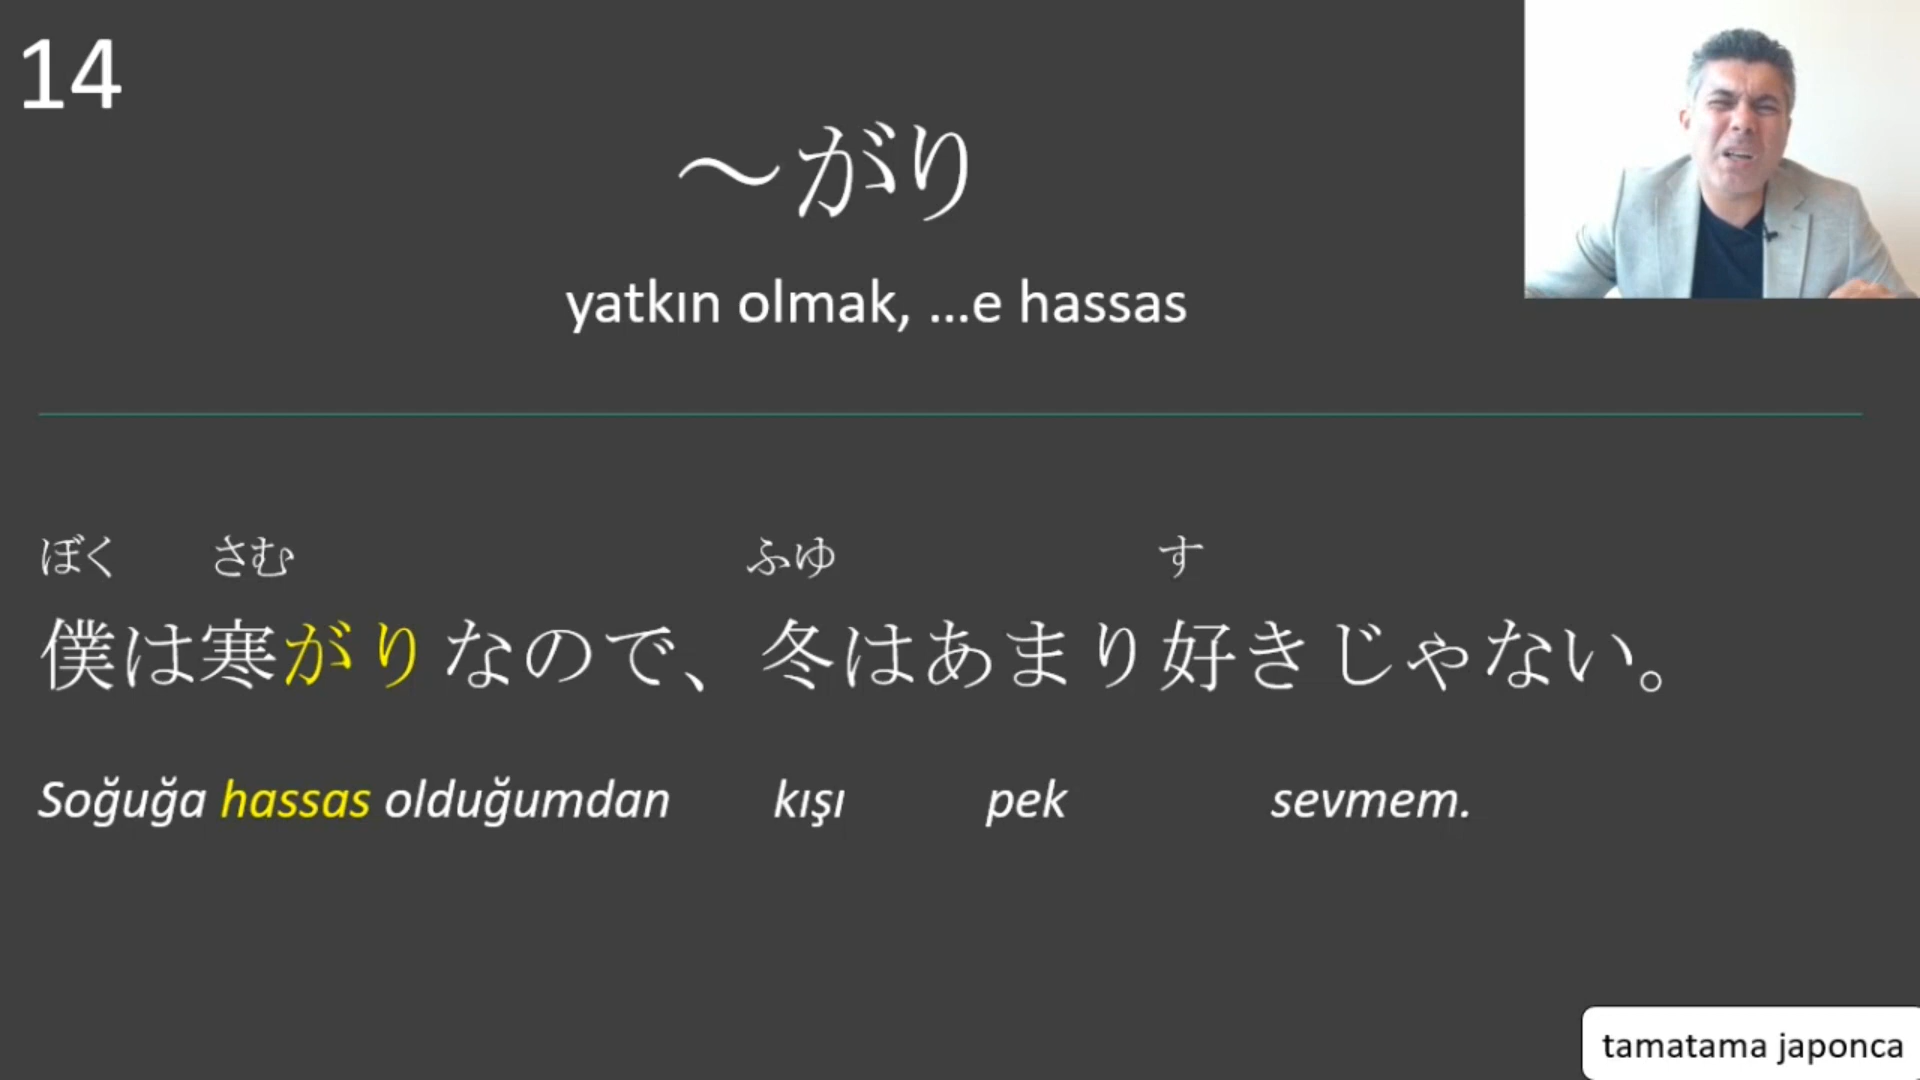 14
〜がり
yatkın olmak, ...e hassas
ぼく さむ ふゆ す
僕は寒がりなので、冬はあまり好きじゃない。
Soğuğa hassas olduğumdan kışı pek sevmem.
tamatama japonca